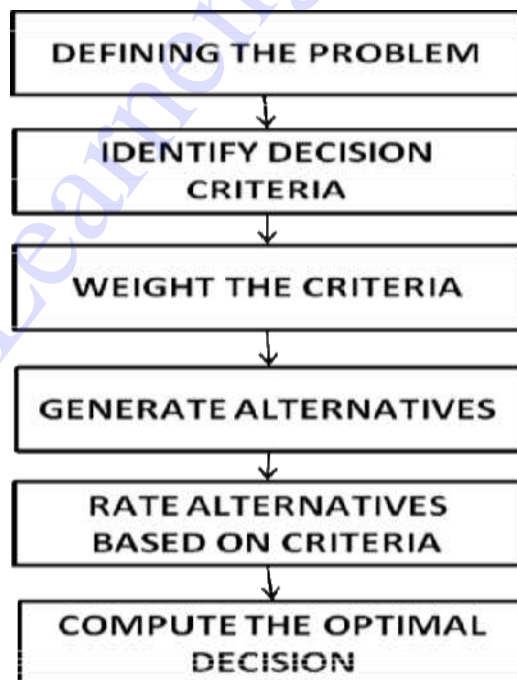 DEFINING THE PROBLEM
IDENTIFY DECISION
CRITERIA
WEIGHT THE CRITERIA
GENERATE ALTERNATIVES
RATE ALTERNATIVES
BASED ON CRITERIA
COMPUTE THE OPTIMAL
DECISION